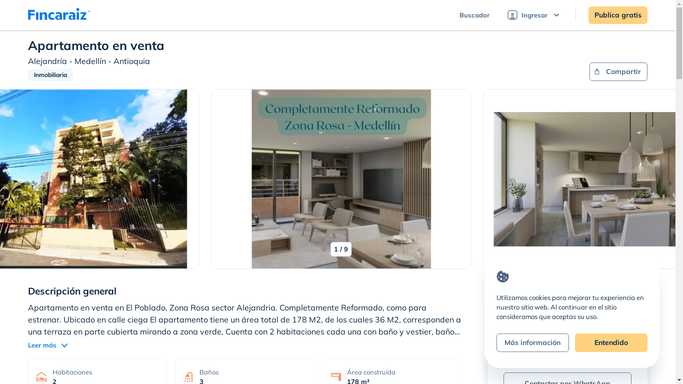 Fincaraiz
Buscador
Ingresar
Publica gratis
Apartamento en venta
Alejandría - Medellín - Antioquia
Inmobiliaria
Compartir
Completamente Reformado
Zona Rosa - Medellín
1 / 9
Descripción general
Apartamento en venta en El Poblado. Zona Rosa sector Alejandria. Completamente Reformado, como para
estrenar. Ubicado en calle ciega El apartamento tiene un área total de 178 M2, de los cuales 36.M2, corresponden a
una terraza en parte cubierta mirando a zona verde. Cuenta con 2 habitaciones cada una con baño y vestier, baño...
Leer más
Habitaciones
2
Baños
3
Área construida
178 m²
Utilizamos cookies para mejorar tu experiencia en
nuestro sitio web. Al continuar en el sitio
consideramos que aceptas su uso.
Más información
Entendido
Contactar por WhatsApp